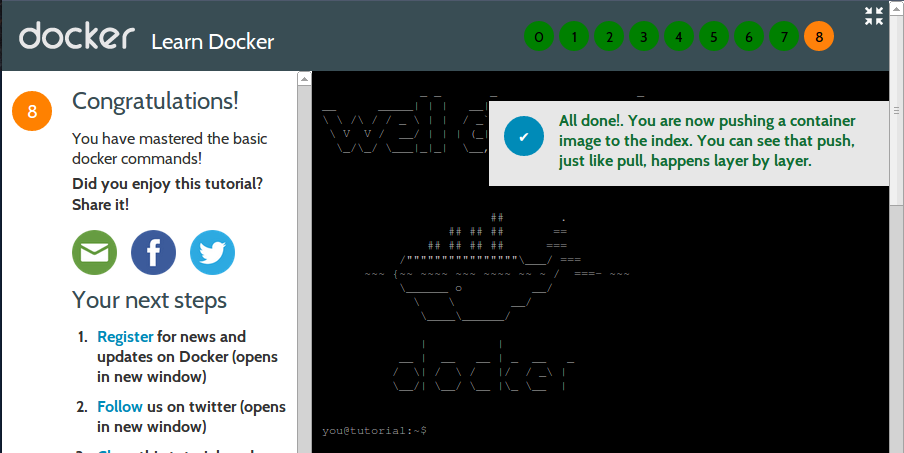 docker Learn Docker
0 1 2 3 4 5 6 7 8
8 Congratulations!
You have mastered the basic
docker commands!
Did you enjoy this tutorial?
Share it!
Your next steps
1. Register for news and
updates on Docker (opens
in new window)
2. Follow us on twitter (opens
in new window)
All done!. You are now pushing a container
image to the index. You can see that push,
just like pull, happens layer by layer.
docker
you@tutorial:~$